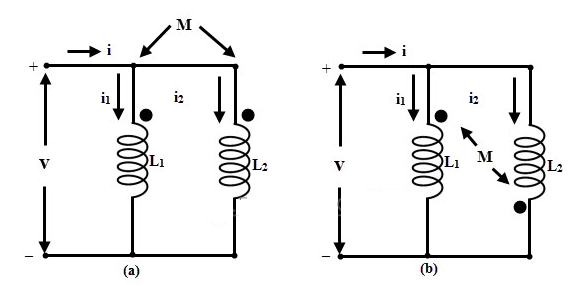 M
+ i + i
i1 i2 i1 i2
V L1 L2 V L1 M L2
− −
(a) (b)